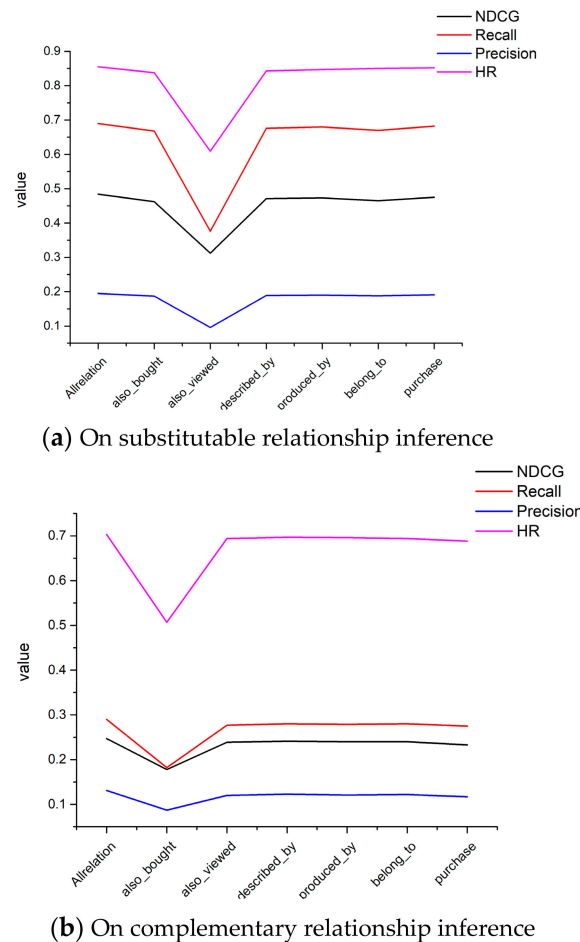 NDCG
Recall
Precision
HR
0.9
0.8
0.7
0.6
0.5
0.4
0.3
0.2
0.1
value
Allrelation
also_bought
also_viewed
described_by
produced_by
belong_to
purchase
(a) On substitutable relationship inference
NDCG
Recall
Precision
HR
0.7
0.6
0.5
0.4
0.3
0.2
0.1
value
Allrelation
also_bought
also_viewed
described_by
produced_by
belong_to
purchase
(b) On complementary relationship inference